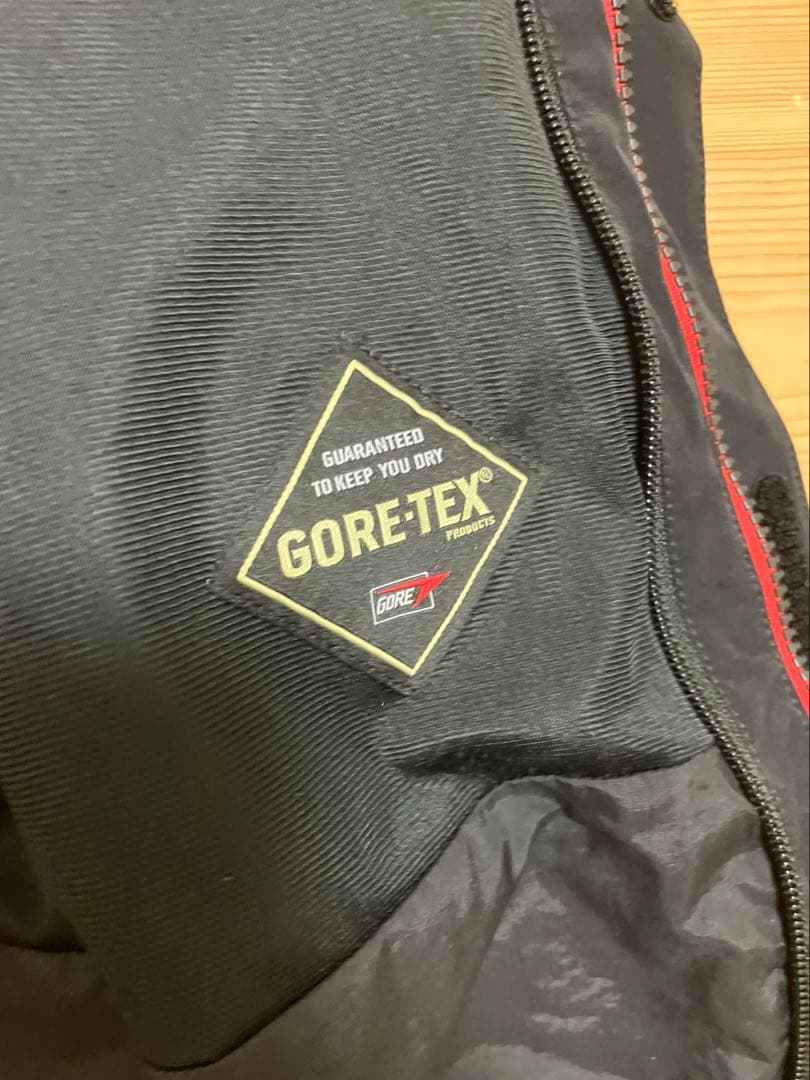 GUARANTEED
TO KEEP YOU DRY
GORE-TEX®
PRODUCTS
GORE